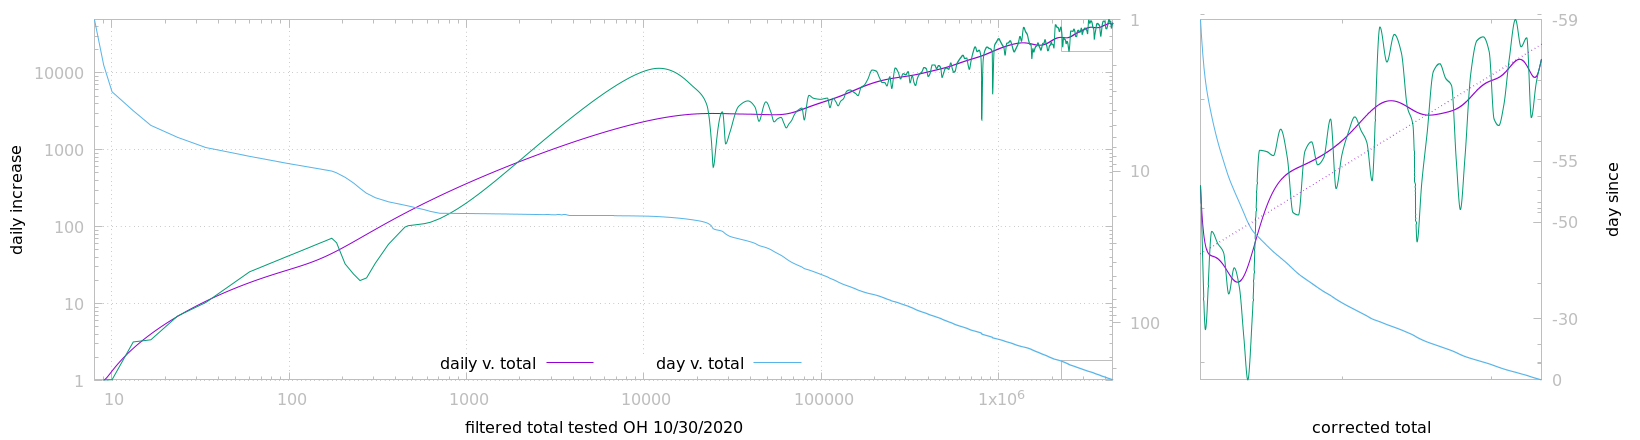 daily increase
10000
1000
100
10
1
10
100
1000
10000
100000
1x10⁶
1
10
100
daily v. total
day v. total
filtered total tested OH 10/30/2020
-59
-55
-50
-30
0
day since
corrected total